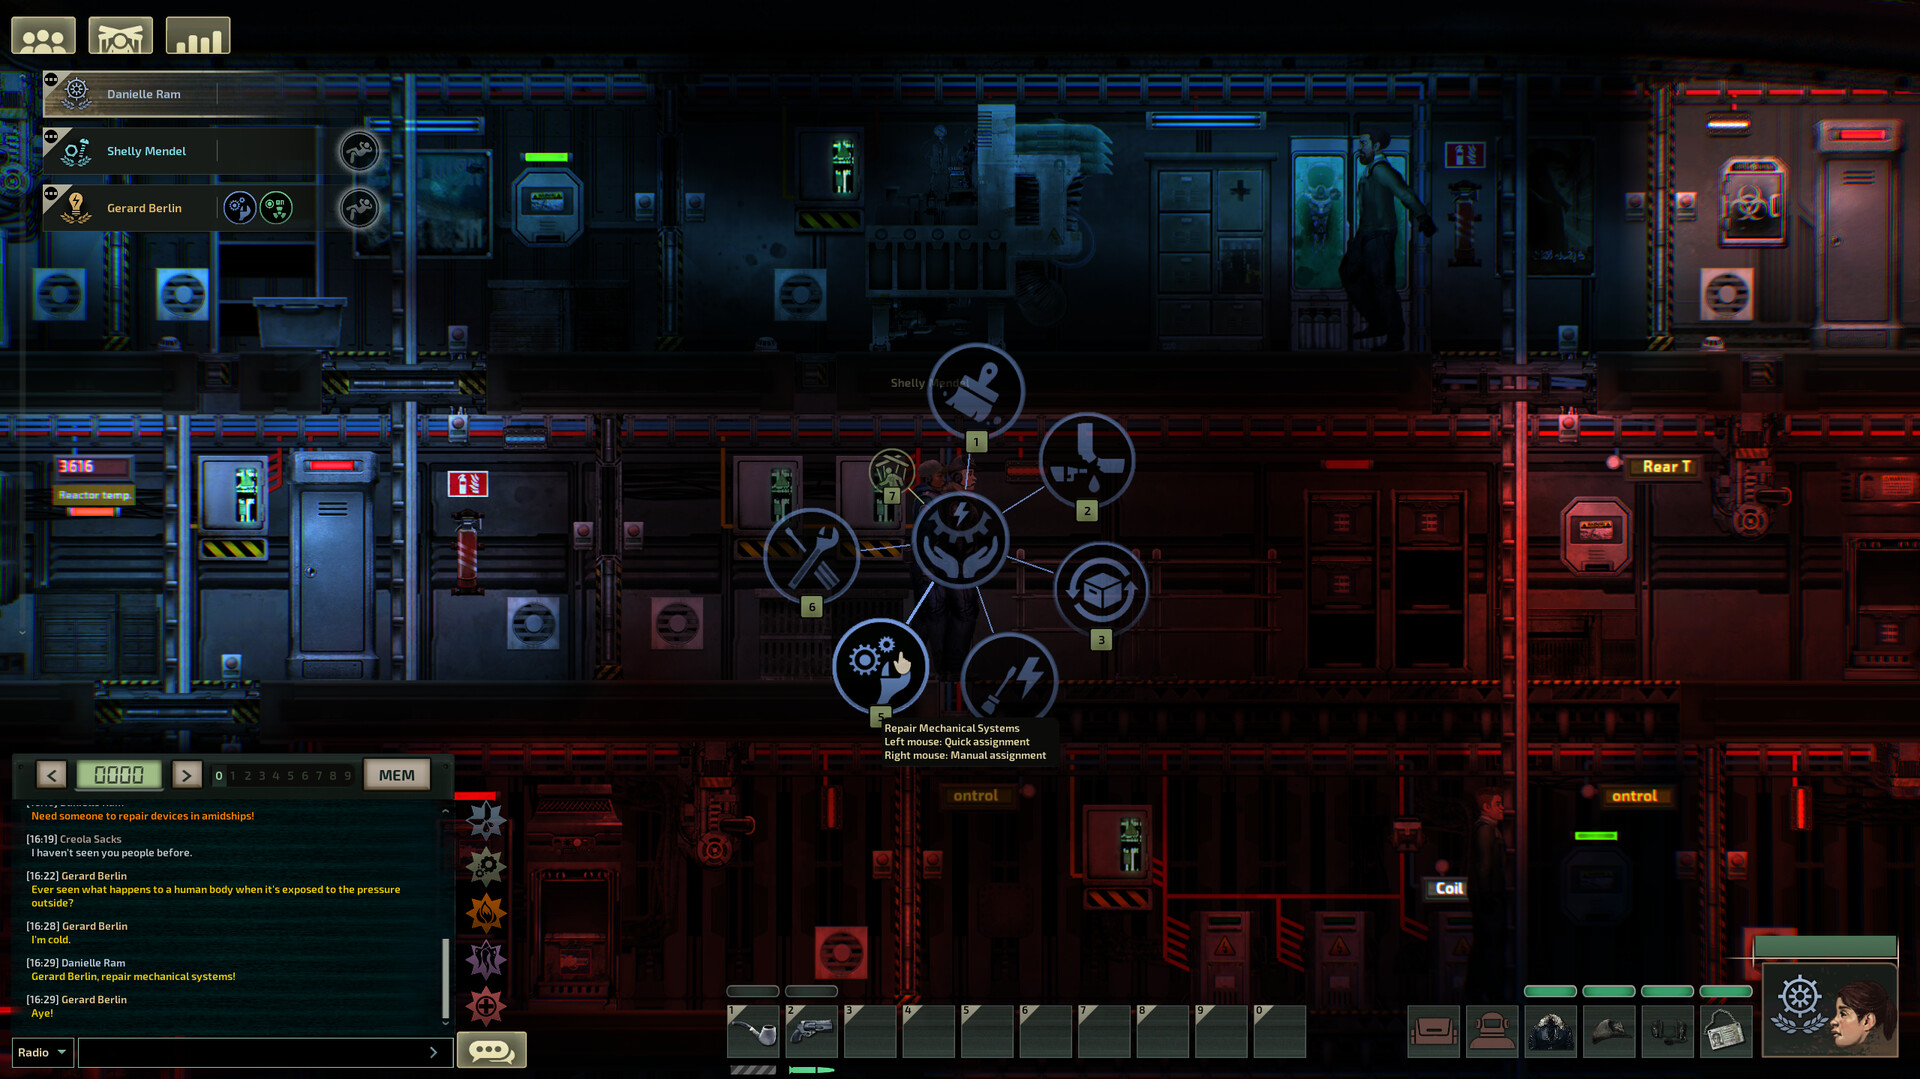 Danielle Ram
Shelly Mendel
Gerard Berlin
Shelly Mendel
1
7
2
3616
Reactor temp.
Rear T
6
3
5
Repair Mechanical Systems
Left mouse: Quick assignment
Right mouse: Manual assignment
0000
0 1 2 3 4 5 6 7 8 9
MEM
ontrol
ontrol
Need someone to repair devices in amidships!
[16:19] Creola Sacks
I haven't seen you people before.
[16:22] Gerard Berlin
Ever seen what happens to a human body when it's exposed to the pressure
outside?
[16:28] Gerard Berlin
I'm cold.
[16:29] Danielle Ram
Gerard Berlin, repair mechanical systems!
[16:29] Gerard Berlin
Aye!
Coil
Radio
1 2 3 4 5 6 7 8 9 0